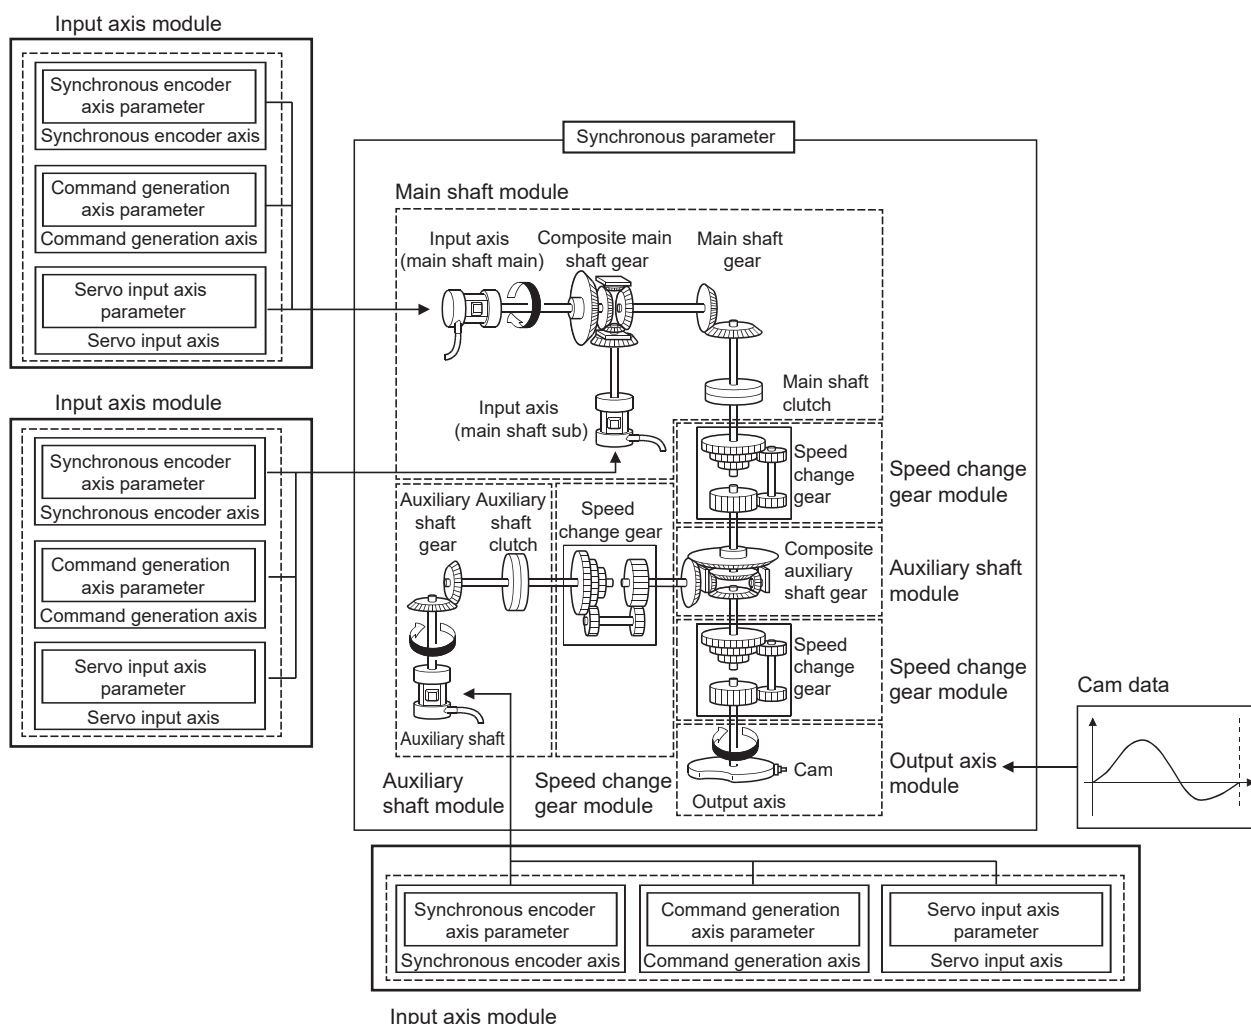 Input axis module
Synchronous encoder
axis parameter
Synchronous encoder axis
Command generation
axis parameter
Command generation axis
Servo input axis
parameter
Servo input axis
Input axis module
Synchronous encoder
axis parameter
Synchronous encoder axis
Command generation
axis parameter
Command generation axis
Servo input axis
parameter
Servo input axis
Synchronous parameter
Main shaft module
Input axis
(main shaft main)
Composite main
shaft gear
Main shaft
gear
Main shaft
clutch
Input axis
(main shaft sub)
Speed
change
gear
Speed change
gear module
Auxiliary
shaft
gear
Auxiliary
shaft
clutch
Speed
change gear
Composite
auxiliary
shaft gear
Auxiliary shaft
module
Speed
change
gear
Speed change
gear module
Auxiliary shaft
Cam
Output axis
Output axis
module
Cam data
Auxiliary
shaft module
Speed change
gear module
Synchronous encoder
axis parameter
Synchronous encoder axis
Command generation
axis parameter
Command generation axis
Servo input axis
parameter
Servo input axis
Input axis module